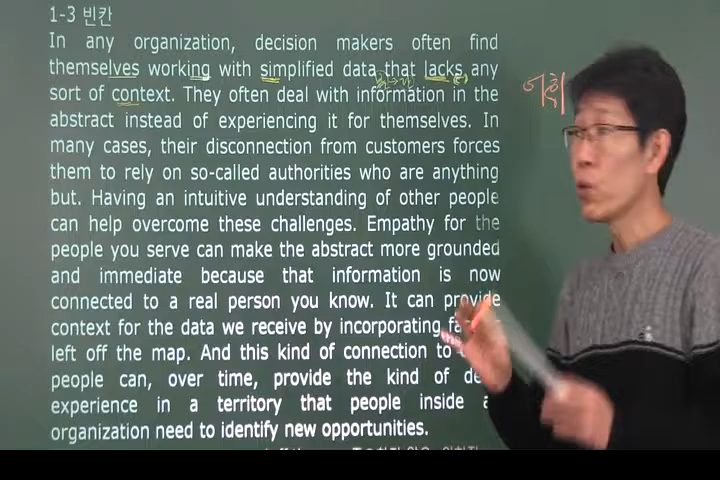 1-3 빈칸
In any organization, decision makers often find
themselves working with simplified data that lacks any
sort of context. They often deal with information in the
abstract instead of experiencing it for themselves. In
many cases, their disconnection from customers forces
them to rely on so-called authorities who are anything
but. Having an intuitive understanding of other people
can help overcome these challenges. Empathy for the
people you serve can make the abstract more grounded
and immediate because that information is now
connected to a real person you know. It can provide
context for the data we receive by incorporating
left off the map. And this kind of connection to
people can, over time, provide the kind of
experience in a territory that people inside
organization need to identify new opportunities.
어휘